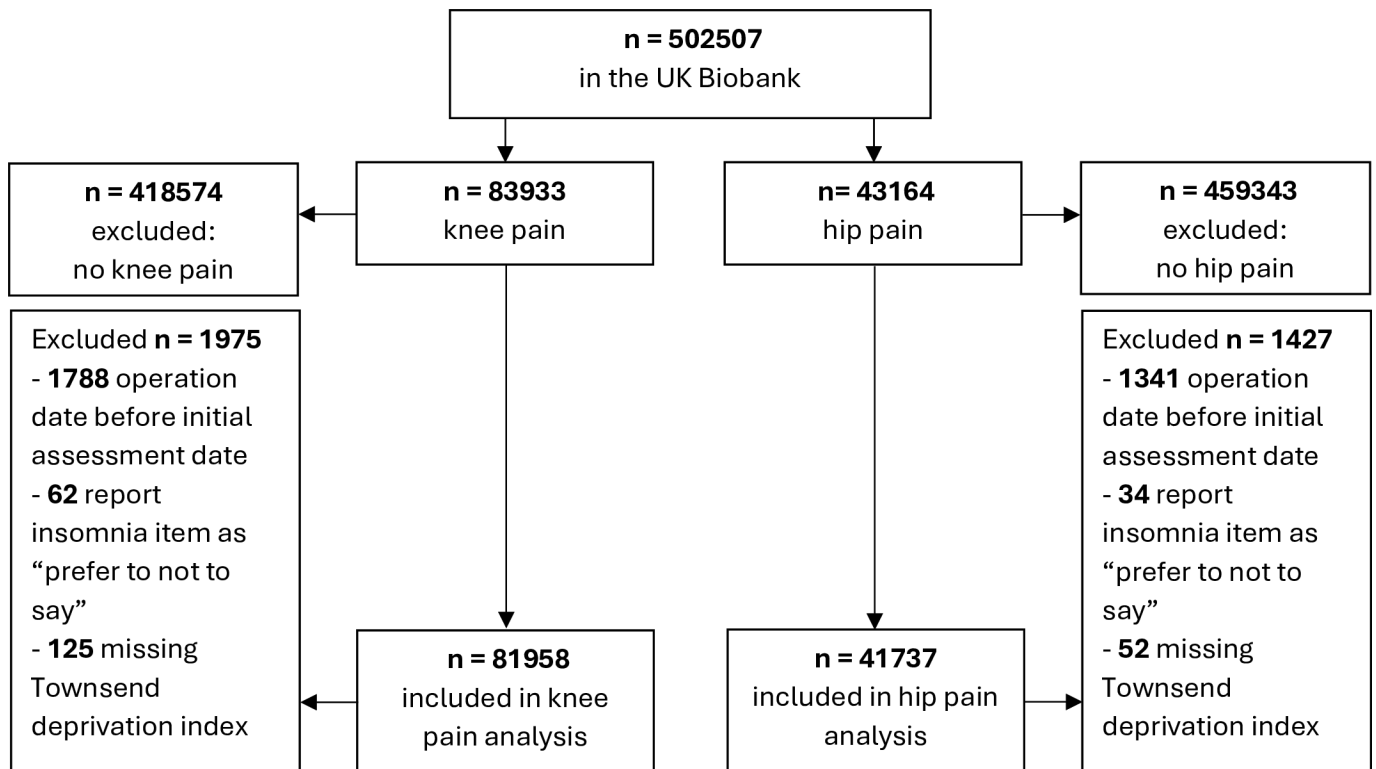 n = 502507
in the UK Biobank
n = 418574
excluded:
no knee pain
n = 83933
knee pain
n= 43164
hip pain
n = 459343
excluded:
no hip pain
Excluded n = 1975
- 1788 operation
date before initial
assessment date
- 62 report
insomnia item as
“prefer to not to
say”
- 125 missing
Townsend
deprivation index
n = 81958
included in knee
pain analysis
n = 41737
included in hip pain
analysis
Excluded n = 1427
- 1341 operation
date before initial
assessment date
- 34 report
insomnia item as
“prefer to not to
say”
- 52 missing
Townsend
deprivation index